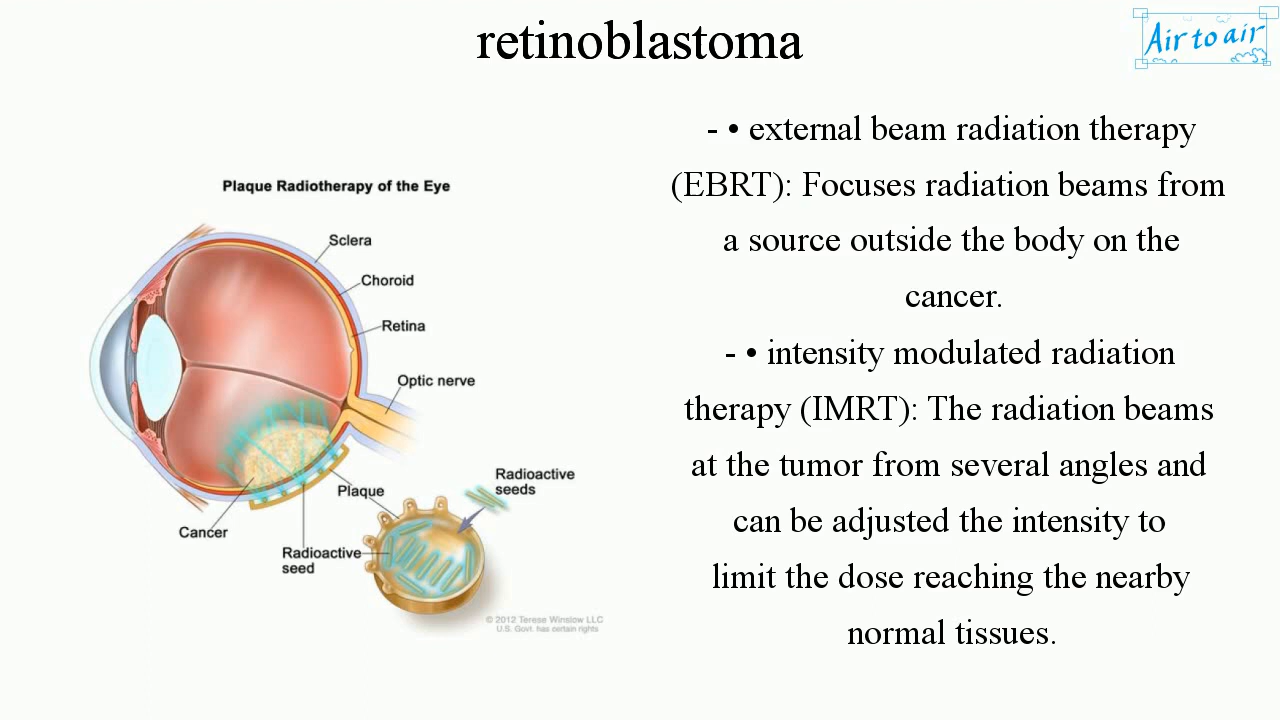 retinoblastoma
Air to air
Plaque Radiotherapy of the Eye
Sclera
Choroid
Retina
Optic nerve
Radioactive
seeds
Plaque
Cancer
Radioactive
seed
© 2012 Terese Winslow LLC
U.S. Govt. has certain rights
- • external beam radiation therapy
(EBRT): Focuses radiation beams from
a source outside the body on the
cancer.
- • intensity modulated radiation
therapy (IMRT): The radiation beams
at the tumor from several angles and
can be adjusted the intensity to
limit the dose reaching the nearby
normal tissues.